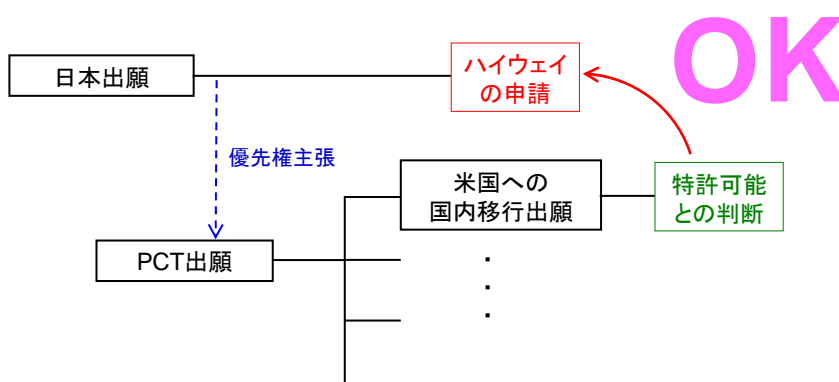 OK
日本出願
ハイウェイ
の申請
優先権主張
米国への
国内移行出願
特許可能
との判断
PCT出願
・
・
・